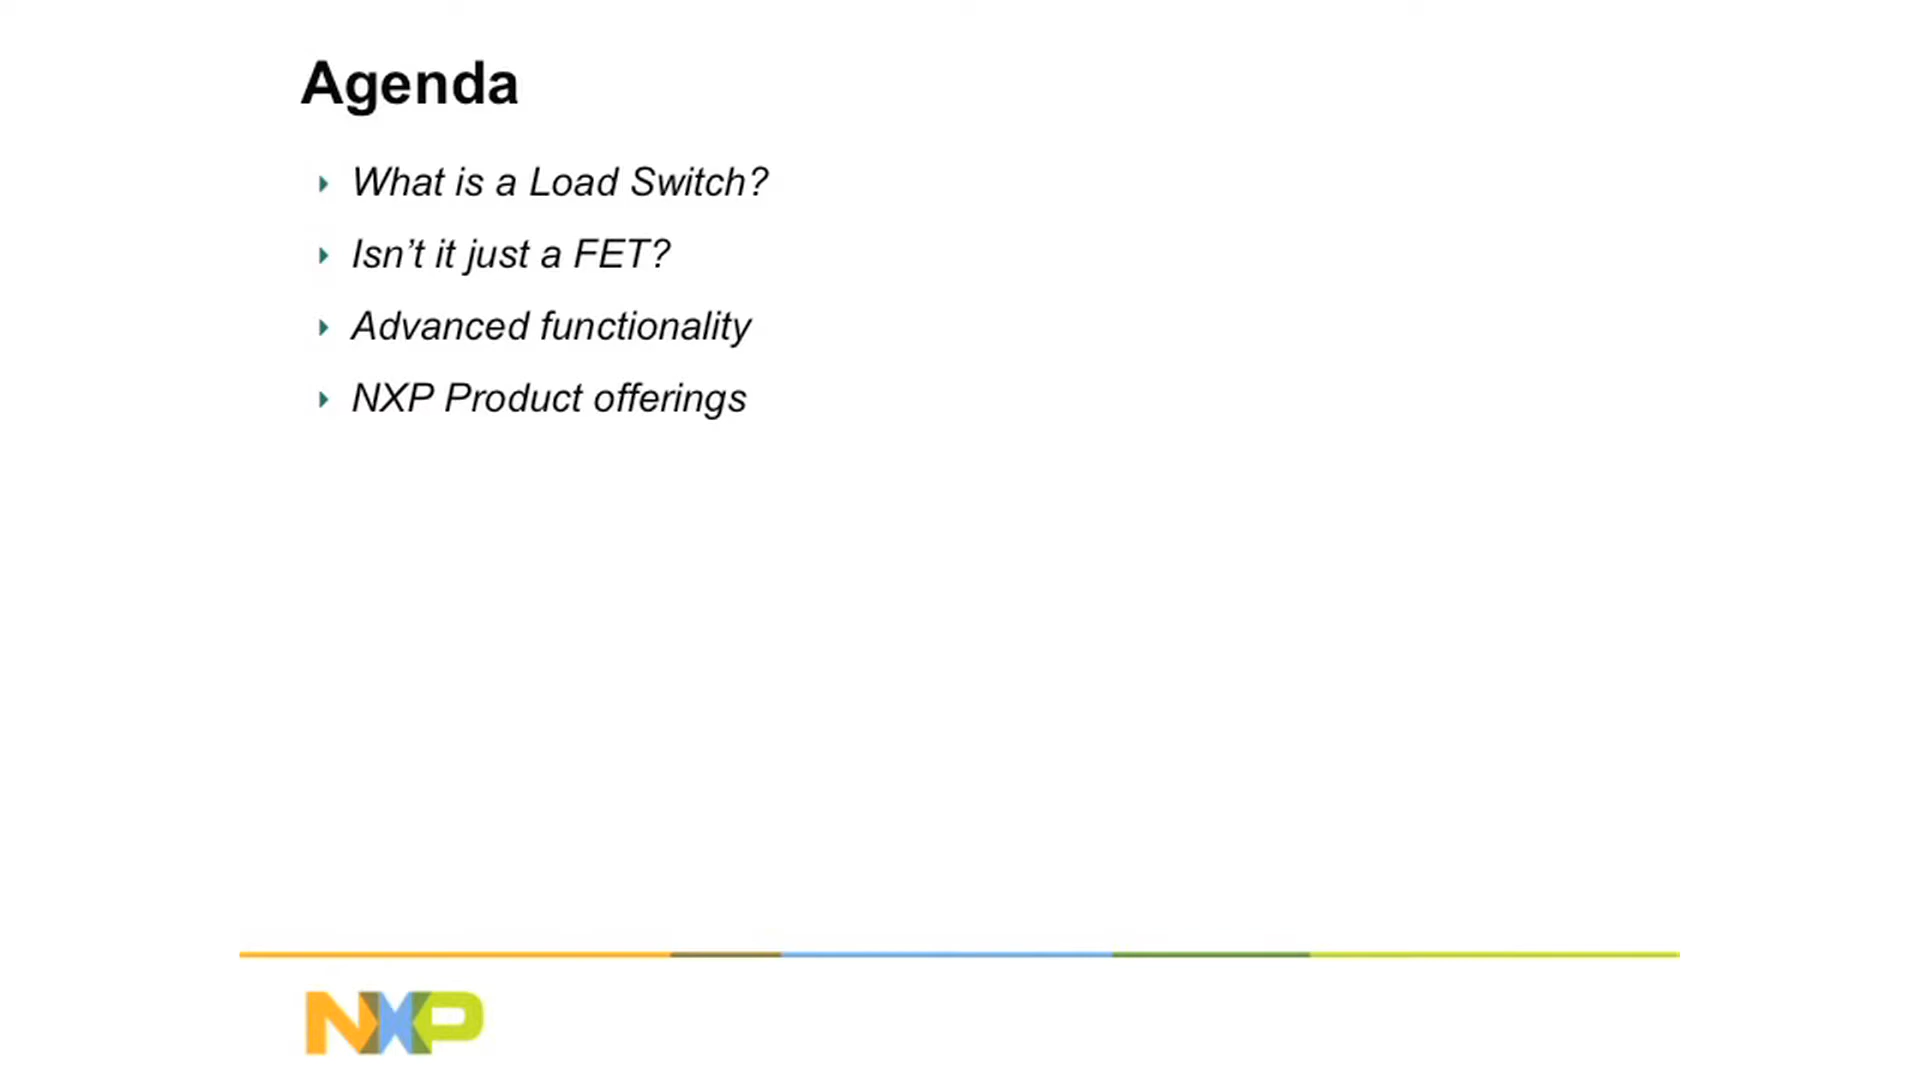 Agenda
What is a Load Switch?
Isn’t it just a FET?
Advanced functionality
NXP Product offerings
NXP